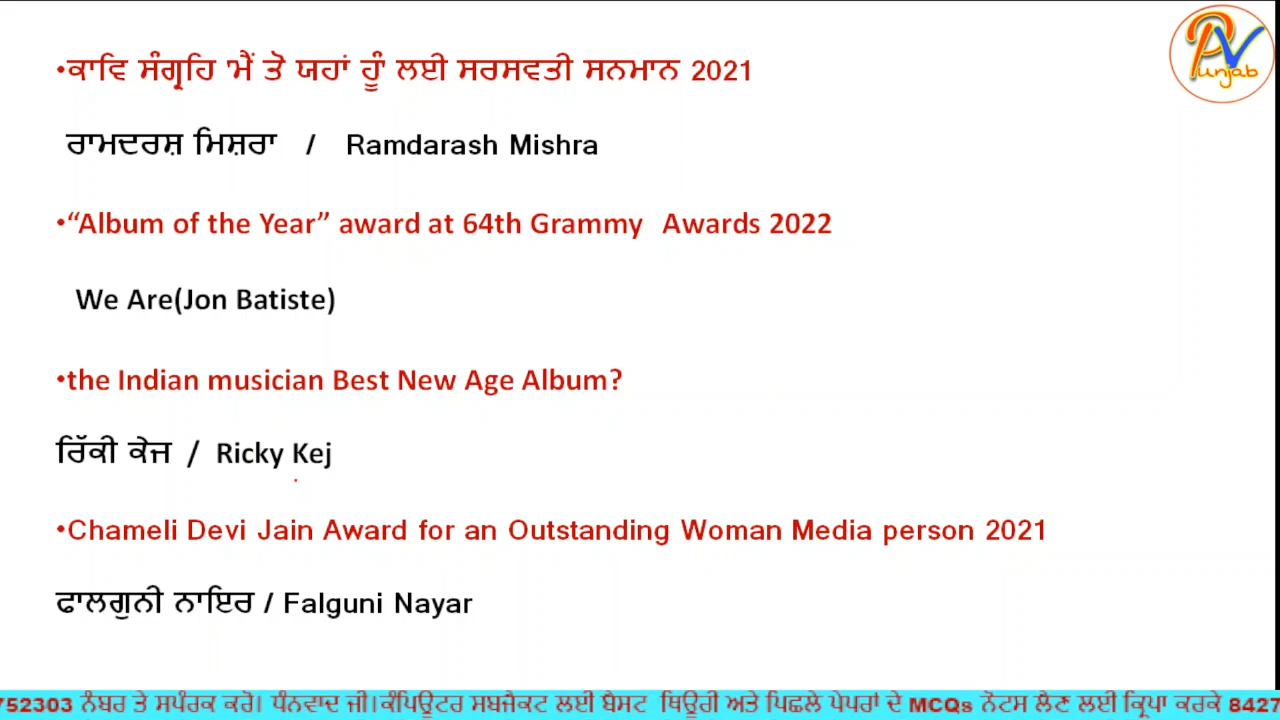 •ਕਾਵਿ ਸੰਗ੍ਰਹਿ 'ਮੈਂ ਤੋ ਯਹਾਂ ਹੂੰ ਲਈ ਸਰਸਵਤੀ ਸਨਮਾਨ 2021
ਰਾਮਦਰਸ਼ ਮਿਸ਼ਰਾ / Ramdarash Mishra
•“Album of the Year” award at 64th Grammy Awards 2022
We Are(Jon Batiste)
•the Indian musician Best New Age Album?
ਰਿੱਕੀ ਕੇਜ / Ricky Kej
•Chameli Devi Jain Award for an Outstanding Woman Media person 2021
ਫਾਲਗੁਨੀ ਨਾਇਰ / Falguni Nayar
752303 ਨੰਬਰ ਤੇ ਸਪੰਰਕ ਕਰੋ। ਧੰਨਵਾਦ ਜੀ।ਕੰਪਿਊਟਰ ਸਬਜੈਕਟ ਲਈ ਬੈਸਟ ਥਿਊਰੀ ਅਤੇ ਪਿਛਲੇ ਪੇਪਰਾਂ ਦੇ MCQs ਨੋਟਸ ਲੈਣ ਲਈ ਕ੍ਰਿਪਾ ਕਰਕੇ 8427
PV
unjab